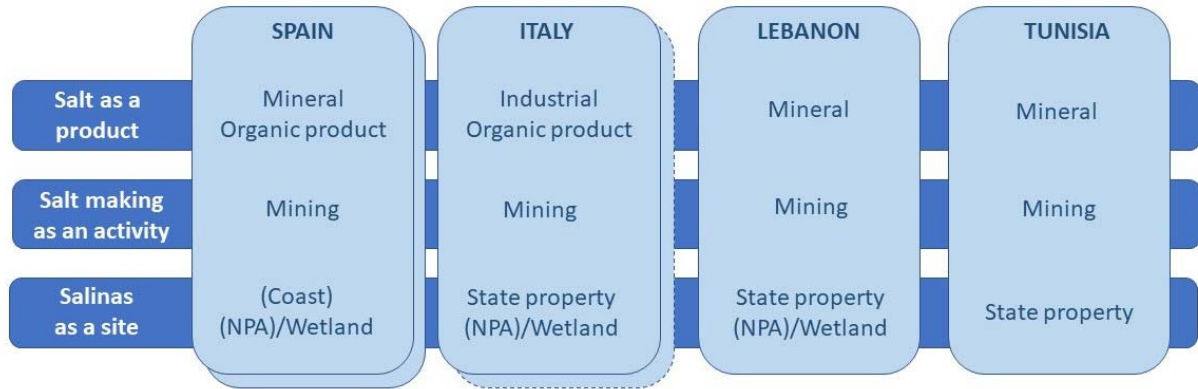 SPAIN
ITALY
LEBANON
TUNISIA
Salt as a
product
Mineral
Organic product
Industrial
Organic product
Mineral
Mineral
Salt making
as an activity
Mining
Mining
Mining
Mining
Salinas
as a site
(Coast)
(NPA)/Wetland
State property
(NPA)/Wetland
State property
(NPA)/Wetland
State property